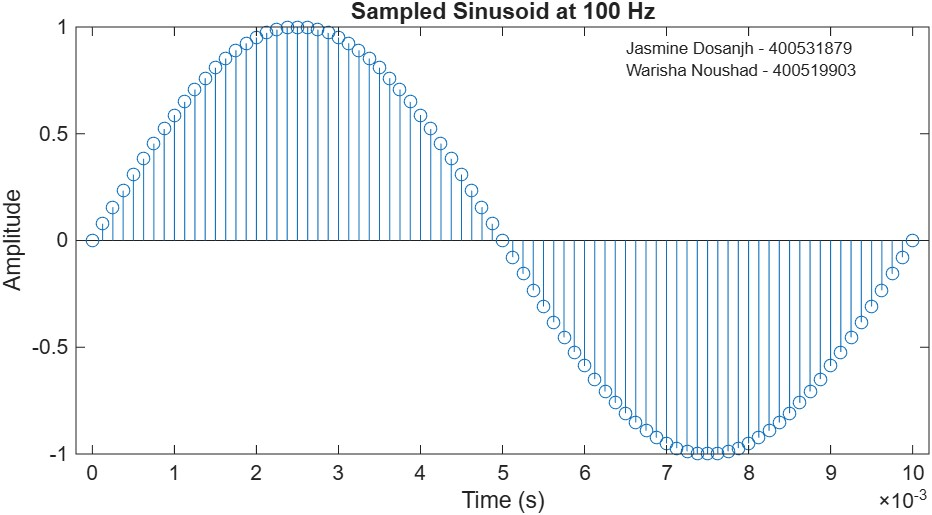 Sampled Sinusoid at 100 Hz
Jasmine Dosanjh - 400531879
Warisha Noushad - 400519903
1
0.5
0
-0.5
-1
Amplitude
0 1 2 3 4 5 6 7 8 9 10
Time (s)
×10⁻³